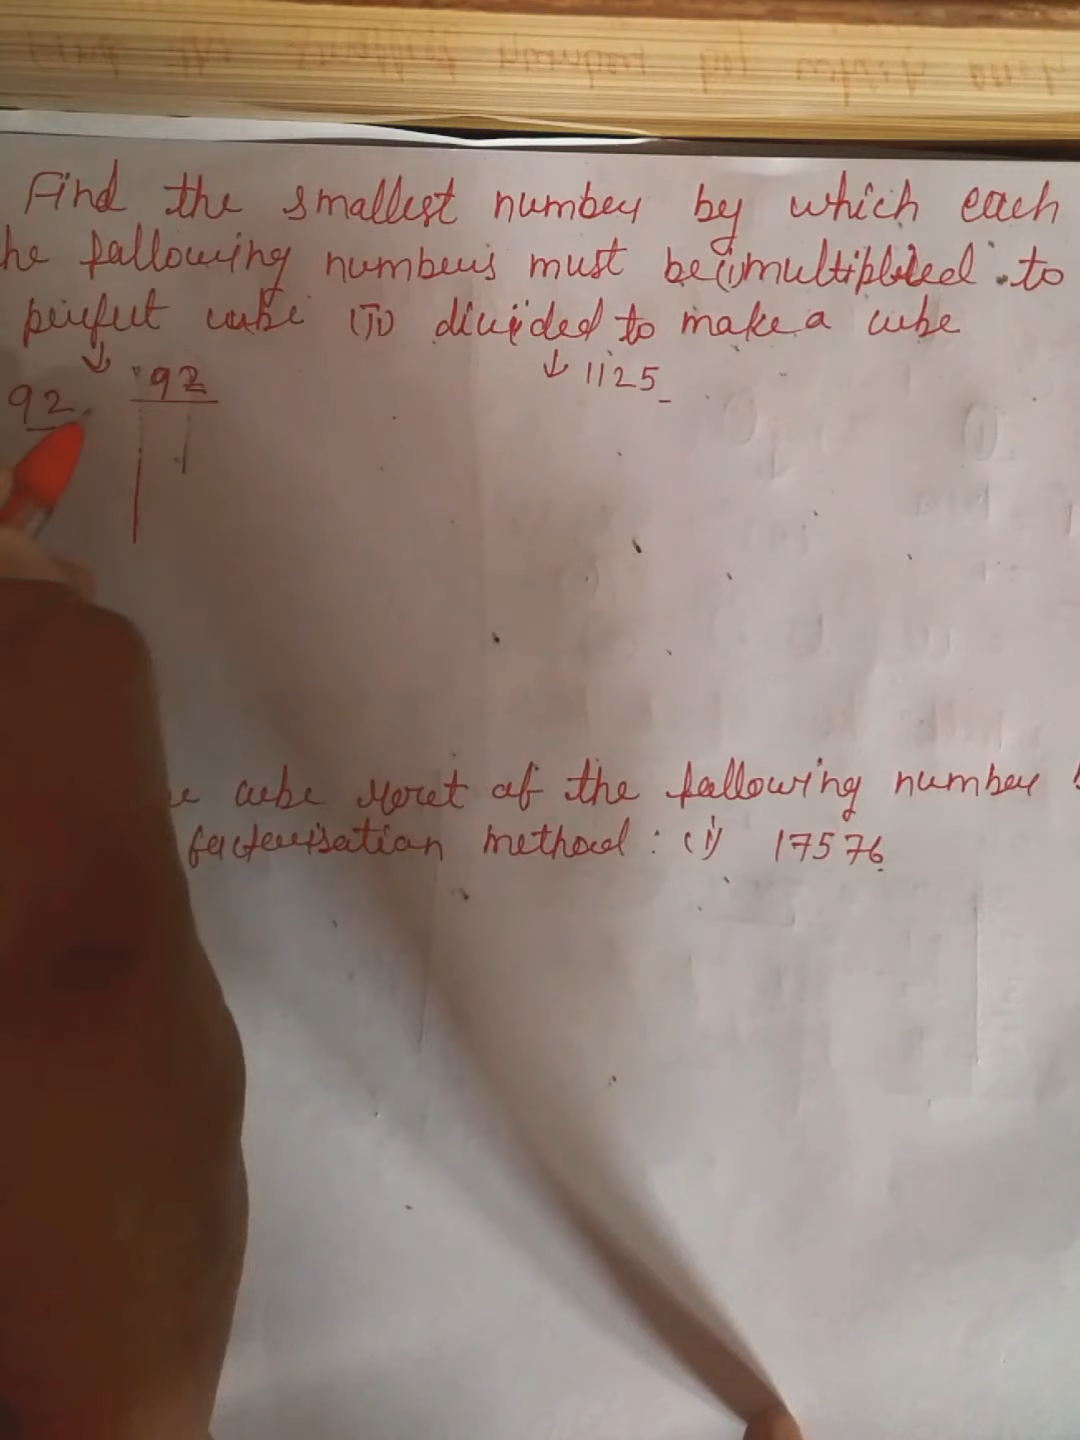 Find the smallest number by which each
he following numbers must be (i) multiplied to
perfect cube (ii) divided to make a cube
↓ 92 ↓ 1125
92
cube root of the following number
factorisation method: (i) 17576